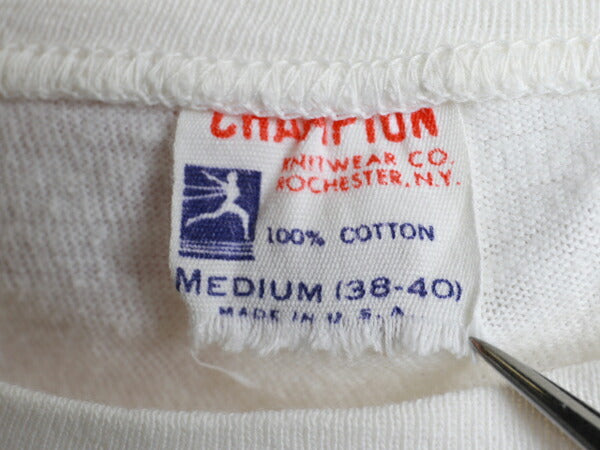 CHAMPION
KNITWEAR CO.
ROCHESTER, N.Y.
100% COTTON
MEDIUM (38-40)
MADE IN U.S.A.